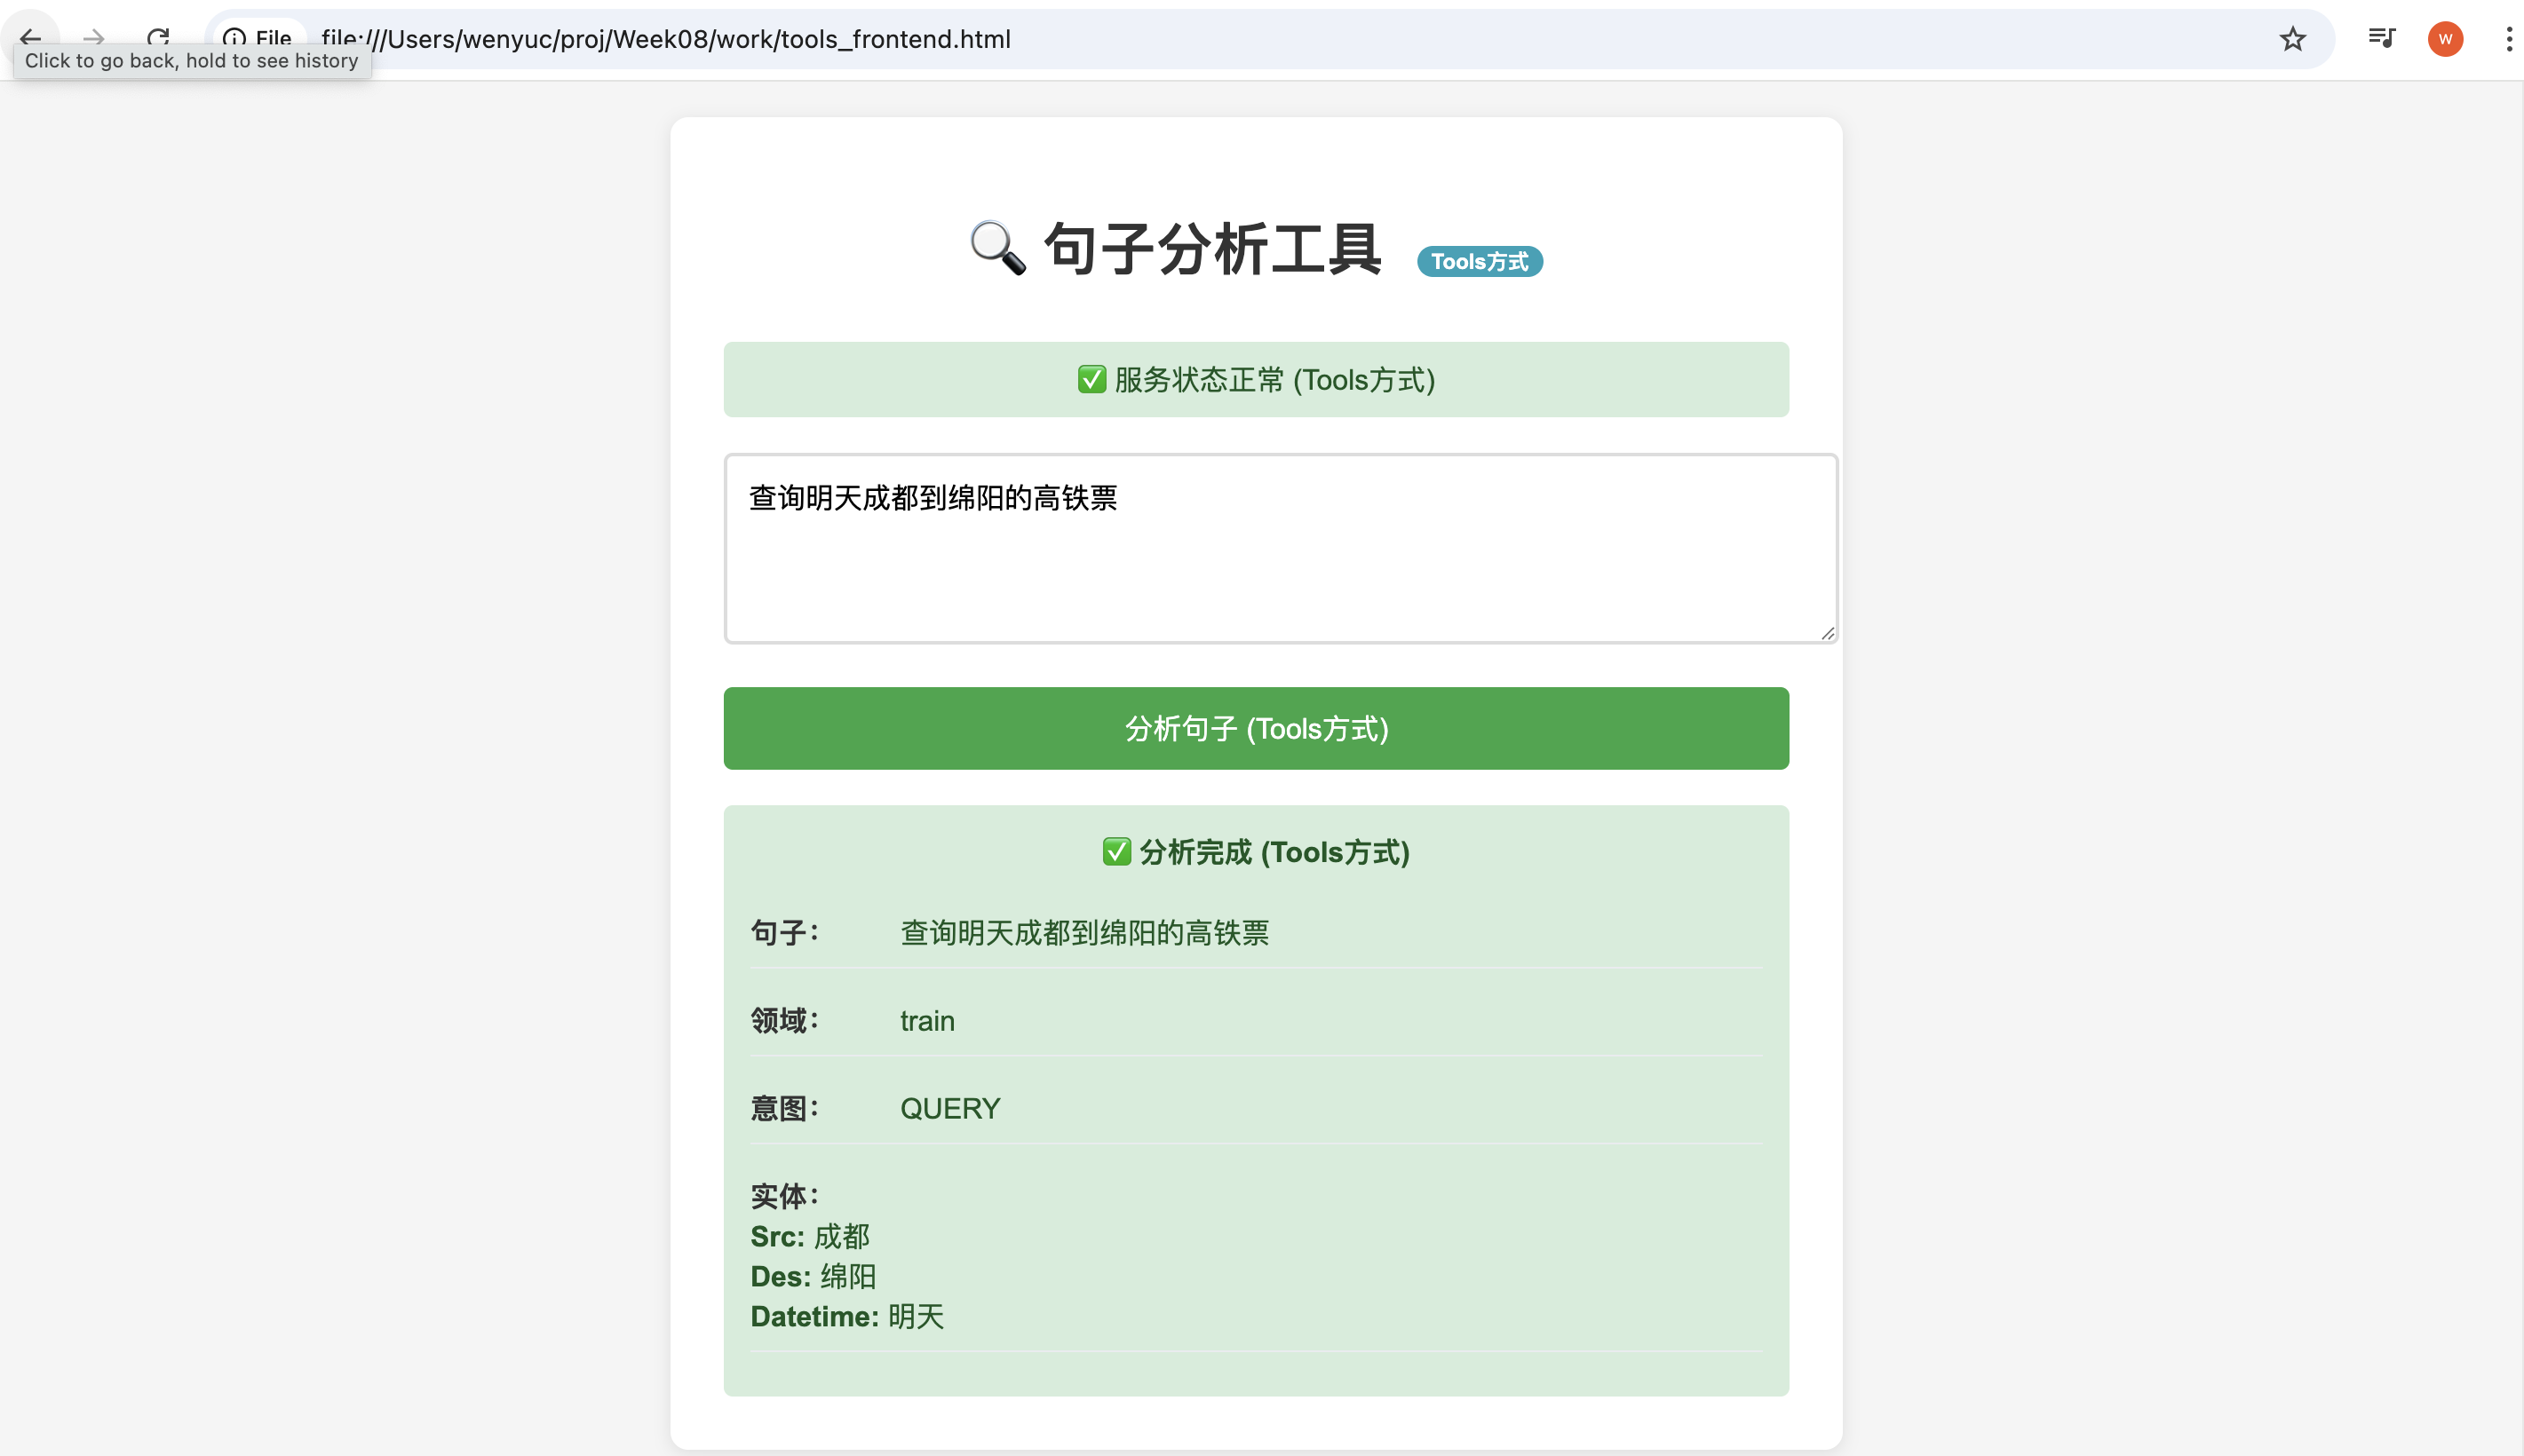 File file:///Users/wenyuc/proj/Week08/work/tools_frontend.html W
Click to go back, hold to see history
句子分析工具 Tools方式
服务状态正常 (Tools方式)
查询明天成都到绵阳的高铁票
分析句子 (Tools方式)
分析完成 (Tools方式)
句子： 查询明天成都到绵阳的高铁票
领域： train
意图： QUERY
实体：
Src: 成都
Des: 绵阳
Datetime: 明天